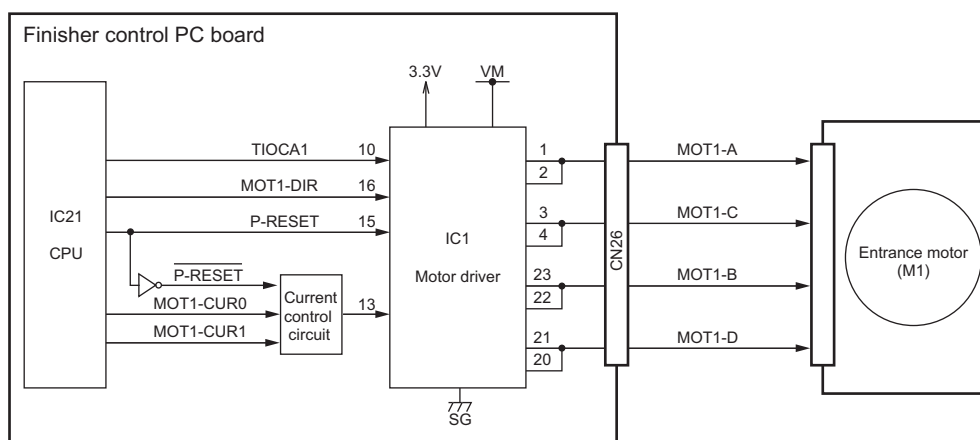 Finisher control PC board
3.3V
VM
TIOCA1
10
MOT1-DIR
16
P-RESET
15
P-RESET
MOT1-CUR0
MOT1-CUR1
IC21
CPU
Current
control
circuit
13
IC1
Motor driver
SG
1
2
3
4
23
22
21
20
CN26
MOT1-A
MOT1-C
MOT1-B
MOT1-D
Entrance motor
(M1)